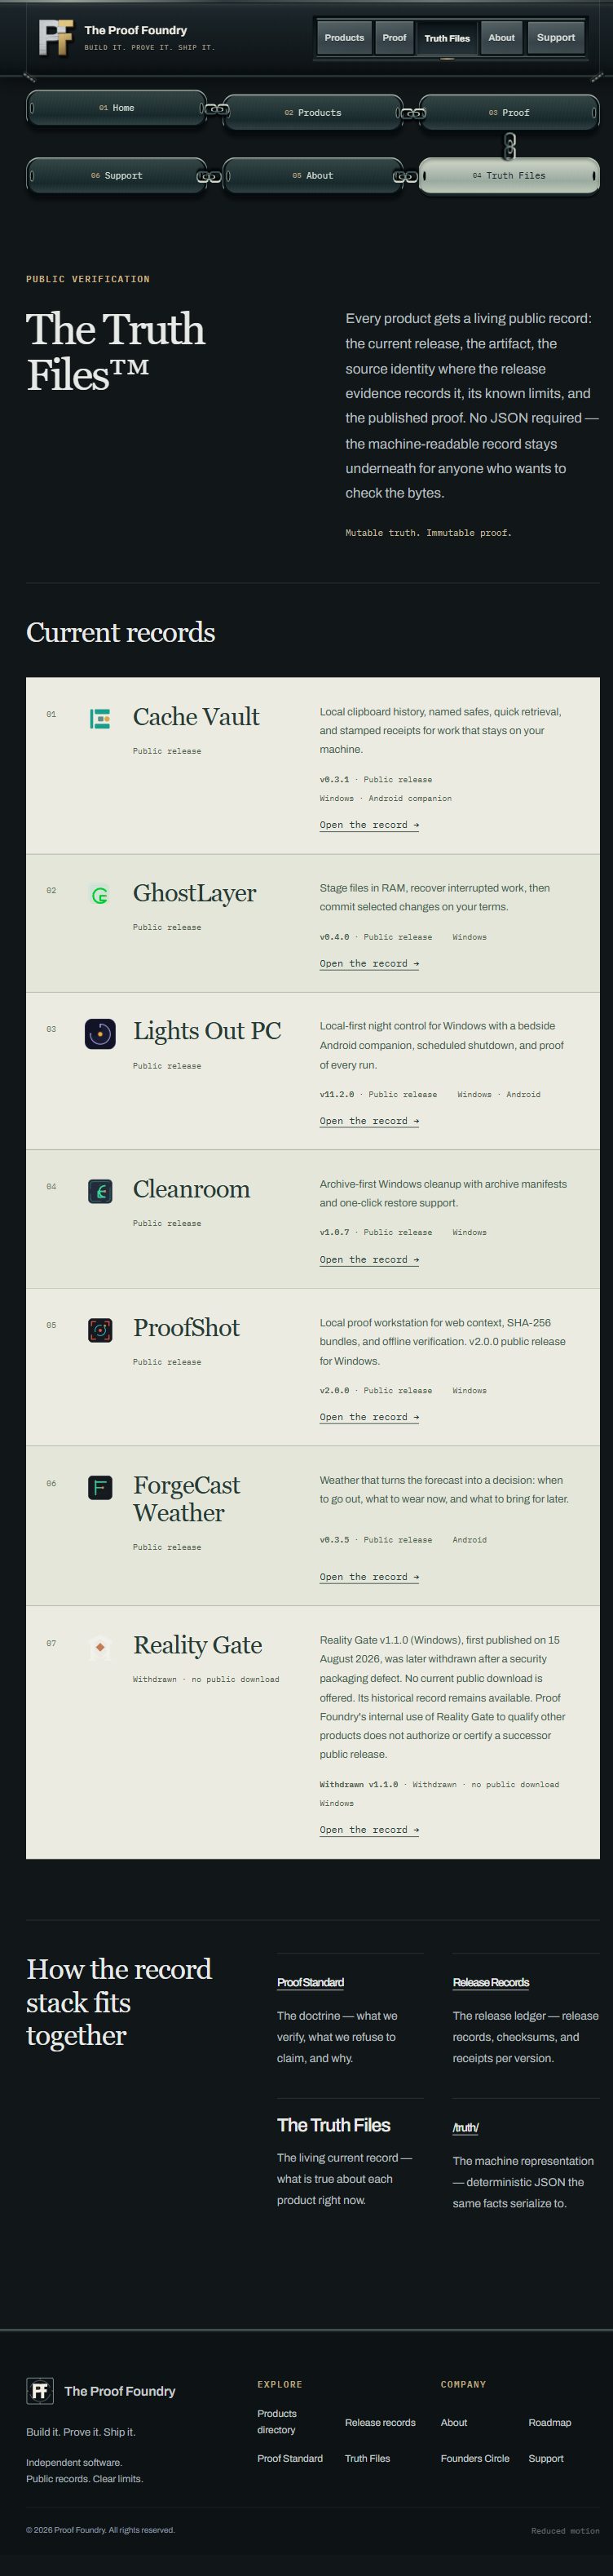 The Proof Foundry
BUILD IT. PROVE IT. SHIP IT.
Products
Proof
Truth Files
About
Support
01 Home
02 Products
03 Proof
06 Support
05 About
04 Truth Files
PUBLIC VERIFICATION
The Truth
Files™
Every product gets a living public record:
the current release, the artifact, the
source identity where the release
evidence records it, its known limits, and
the published proof. No JSON required —
the machine-readable record stays
underneath for anyone who wants to
check the bytes.
Mutable truth. Immutable proof.
Current records
01
Cache Vault
Public release
Local clipboard history, named safes, quick retrieval,
and stamped receipts for work that stays on your
machine.
v0.3.1 · Public release
Windows · Android companion
Open the record →
02
GhostLayer
Public release
Stage files in RAM, recover interrupted work, then
commit selected changes on your terms.
v0.4.0 · Public release Windows
Open the record →
03
Lights Out PC
Public release
Local-first night control for Windows with a bedside
Android companion, scheduled shutdown, and proof
of every run.
v11.2.0 · Public release Windows · Android
Open the record →
04
Cleanroom
Public release
Archive-first Windows cleanup with archive manifests
and one-click restore support.
v1.0.7 · Public release Windows
Open the record →
05
ProofShot
Public release
Local proof workstation for web context, SHA-256
bundles, and offline verification. v2.0.0 public release
for Windows.
v2.0.0 · Public release Windows
Open the record →
06
ForgeCast
Weather
Public release
Weather that turns the forecast into a decision: when
to go out, what to wear now, and what to bring for later.
v0.3.5 · Public release Android
Open the record →
07
Reality Gate
Withdrawn · no public download
Reality Gate v1.1.0 (Windows), first published on 15
August 2026, was later withdrawn after a security
packaging defect. No current public download is
offered. Its historical record remains available. Proof
Foundry's internal use of Reality Gate to qualify other
products does not authorize or certify a successor
public release.
Withdrawn v1.1.0 · Withdrawn · no public download
Windows
Open the record →
How the record
stack fits
together
Proof Standard
The doctrine — what we
verify, what we refuse to
claim, and why.
Release Records
The release ledger — release
records, checksums, and
receipts per version.
The Truth Files
The living current record —
what is true about each
product right now.
/truth/
The machine representation
— deterministic JSON the
same facts serialize to.
The Proof Foundry
Build it. Prove it. Ship it.
Independent software.
Public records. Clear limits.
EXPLORE
Products
directory
Release records
Proof Standard
Truth Files
COMPANY
About
Roadmap
Founders Circle
Support
© 2026 Proof Foundry. All rights reserved.
Reduced motion